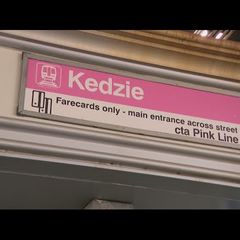 Kedzie
Farecards only - main entrance across street
cta Pink Line